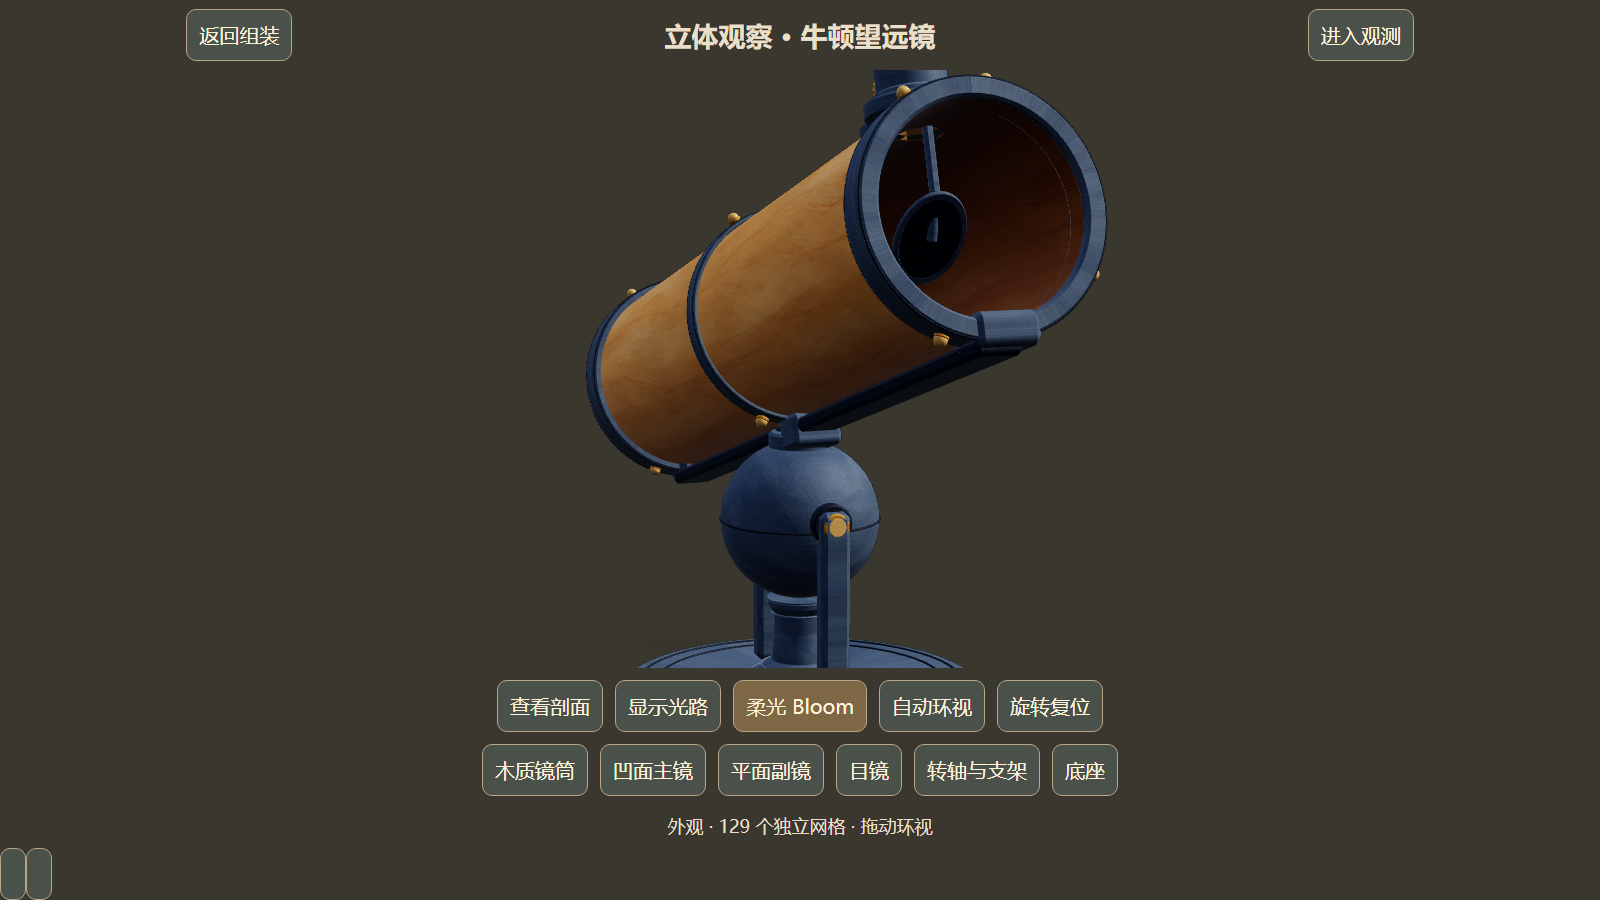 返回组装
立体观察·牛顿望远镜
进入观测
查看剖面 显示光路 柔光 Bloom 自动环视 旋转复位
木质镜筒 凹面主镜 平面副镜 目镜 转轴与支架 底座
外观 · 129 个独立网格 · 拖动环视